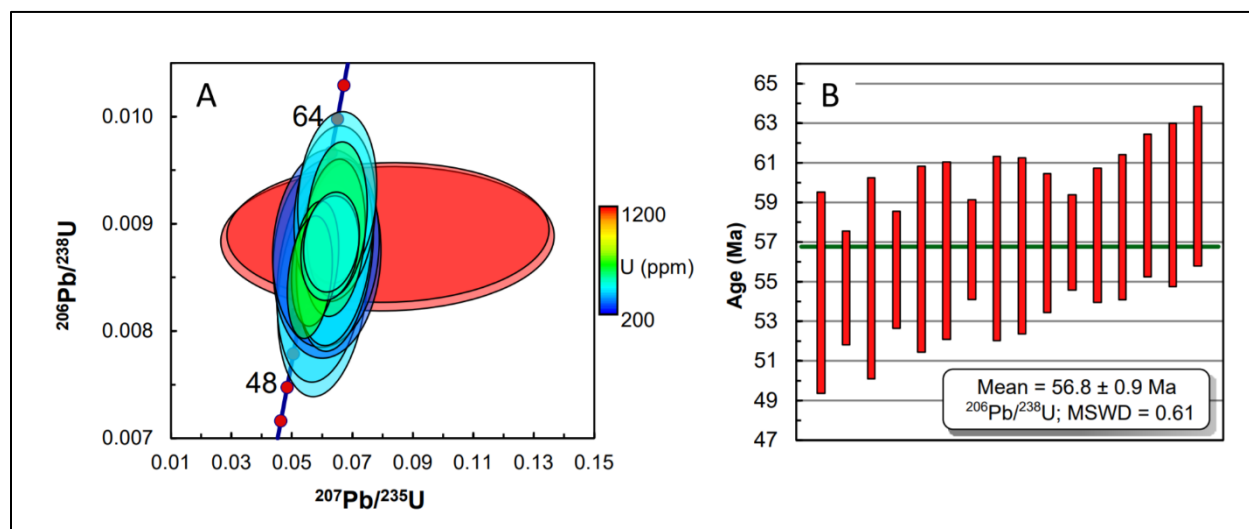 A
64
48
0.010
0.009
0.008
0.007
²⁰⁶Pb/²³⁸U
0.01 0.03 0.05 0.07 0.09 0.11 0.13 0.15
²⁰⁷Pb/²³⁵U
1200
U (ppm)
200
B
65
63
61
59
57
55
53
51
49
47
Age (Ma)
Mean = 56.8 ± 0.9 Ma
²⁰⁶Pb/²³⁸U; MSWD = 0.61